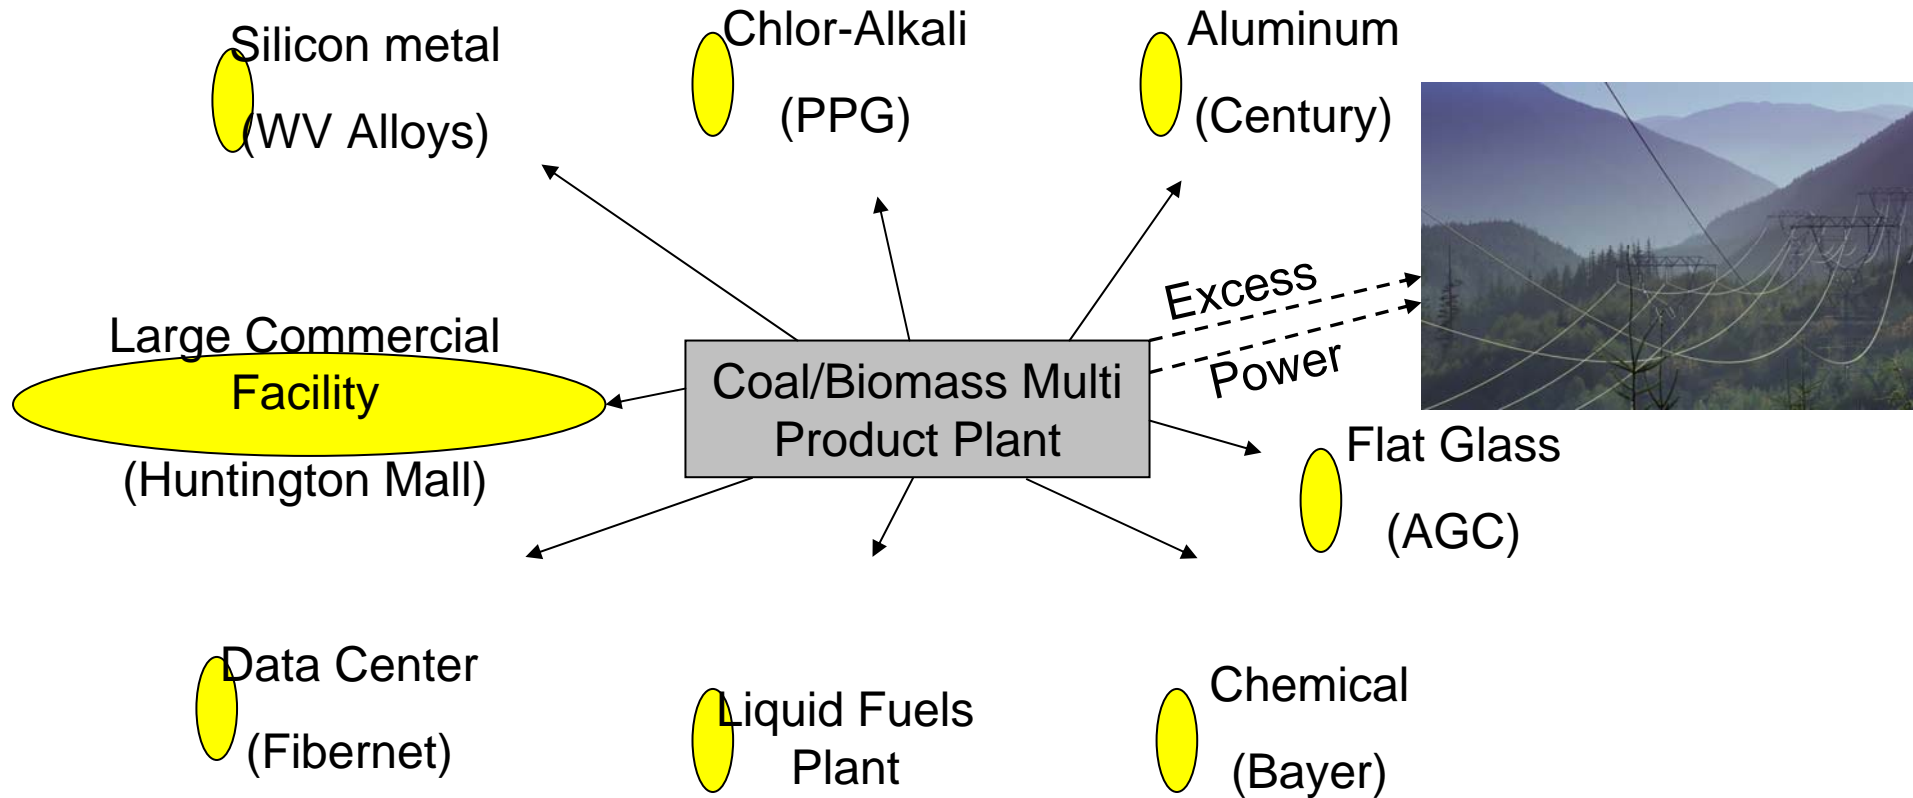 Silicon metal
(WV Alloys)
Chlor-Alkali
(PPG)
Aluminum
(Century)
Excess
Power
Large Commercial
Facility
(Huntington Mall)
Coal/Biomass Multi
Product Plant
Flat Glass
(AGC)
Data Center
(Fibernet)
Liquid Fuels
Plant
Chemical
(Bayer)